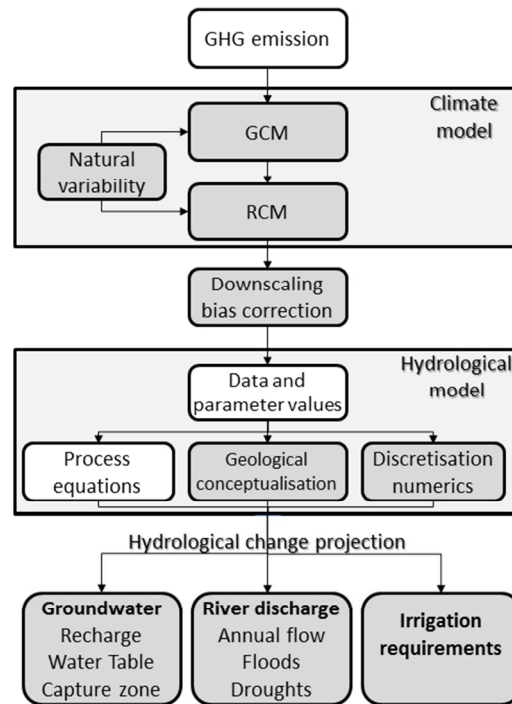 GHG emission
Climate
model
GCM
Natural
variability
RCM
Downscaling
bias correction
Hydrological
model
Data and
parameter values
Process
equations
Geological
conceptualisation
Discretisation
numerics
Hydrological change projection
Groundwater
Recharge
Water Table
Capture zone
River discharge
Annual flow
Floods
Droughts
Irrigation
requirements